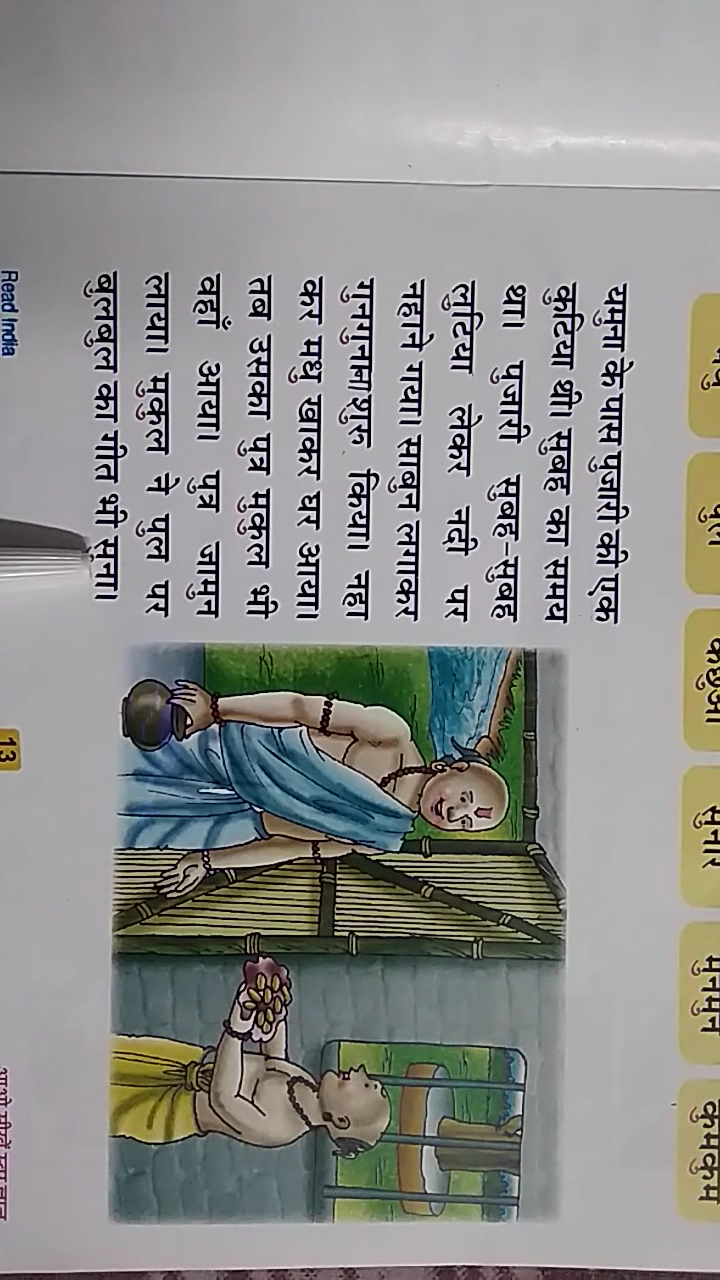 पुल
कछुआ
सुनार
मुनमुन
कुमकुम
यमुना के पास पुजारी की एक
कुटिया थी। सुबह का समय
था। पुजारी सुबह-सुबह
लुटिया लेकर नदी पर
नहाने गया। साबुन लगाकर
गुनगुनाना शुरु किया। नहा
कर मधु खाकर घर आया।
तब उसका पुत्र मुकुल भी
वहाँ आया। पुत्र जामुन
लाया। मुकुल ने पुल पर
बुलबुल का गीत भी सुना।
Read India
13